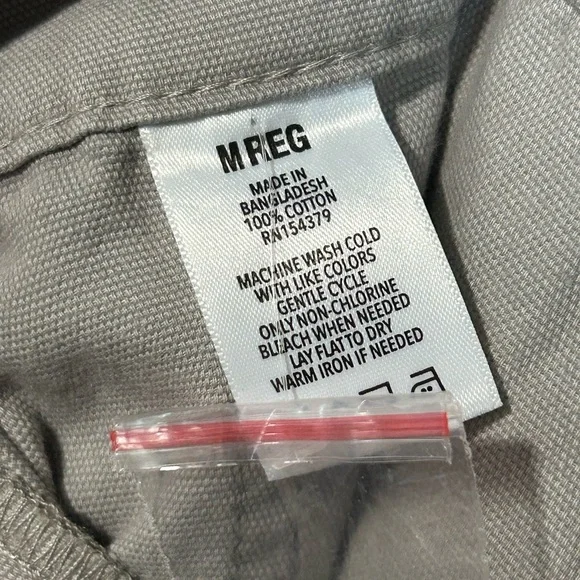 M REG
MADE IN
BANGLADESH
100% COTTON
RN154379
MACHINE WASH COLD
WITH LIKE COLORS
GENTLE CYCLE
ONLY NON-CHLORINE
BLEACH WHEN NEEDED
LAY FLAT TO DRY
WARM IRON IF NEEDED